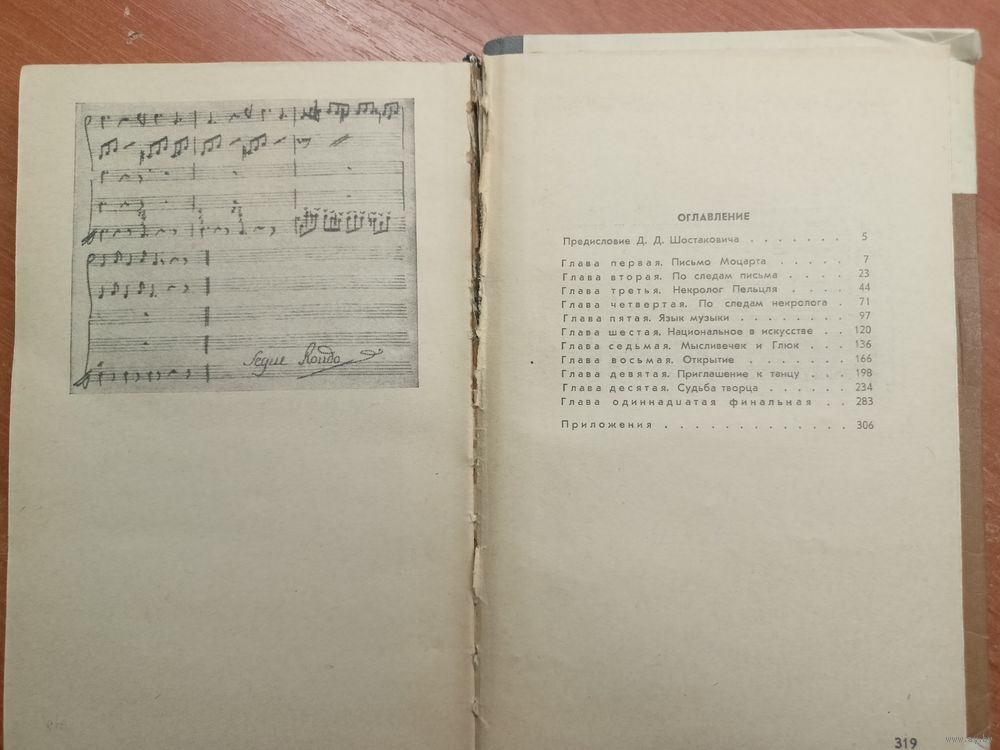 Segue Rondo
ОГЛАВЛЕНИЕ
Предисловие Д. Д. Шостаковича . . . . . . . 5
Глава первая. Письмо Моцарта . . . . . 7
Глава вторая. По следам письма . . . . . 23
Глава третья. Некролог Пельцля . . . . 44
Глава четвертая. По следам некролога . 71
Глава пятая. Язык музыки . . . . . . . . 97
Глава шестая. Национальное в искусстве . . 120
Глава седьмая. Мысливечек и Глюк . . . 136
Глава восьмая. Открытие . . . . . . . . 166
Глава девятая. Приглашение к танцу . . . 198
Глава десятая. Судьба творца . . . . . . 234
Глава одиннадцатая финальная . . 283
Приложения . . . . . . . . . . . . . 306
319